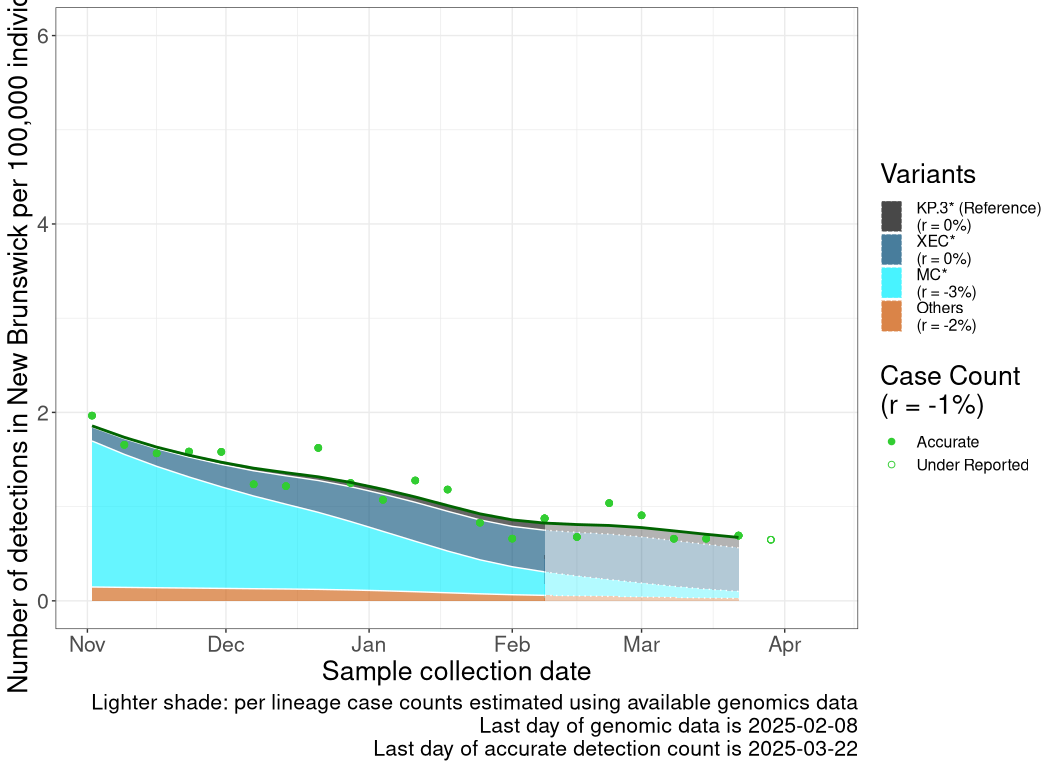 Number of detections in New Brunswick per 100,000
6
4
2
0
Nov Dec Jan Feb Mar Apr
Sample collection date
Lighter shade: per lineage case counts estimated using available genomics data
Last day of genomic data is 2025-02-08
Last day of accurate detection count is 2025-03-22
Variants
KP.3* (Reference)
(r = 0%)
XEC*
(r = 0%)
MC*
(r = -3%)
Others
(r = -2%)
Case Count
(r = -1%)
Accurate
Under Reported